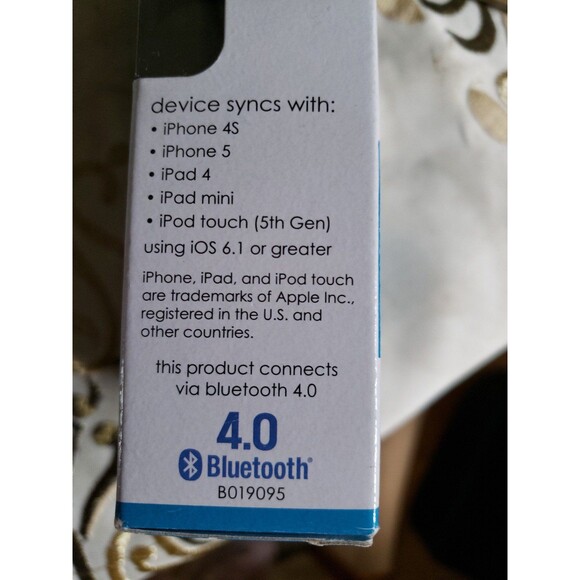 device syncs with:
• iPhone 4S
• iPhone 5
• iPad 4
• iPad mini
• iPod touch (5th Gen)
using iOS 6.1 or greater
iPhone, iPad, and iPod touch
are trademarks of Apple Inc.,
registered in the U.S. and
other countries.
this product connects
via bluetooth 4.0
4.0
Bluetooth®
B019095